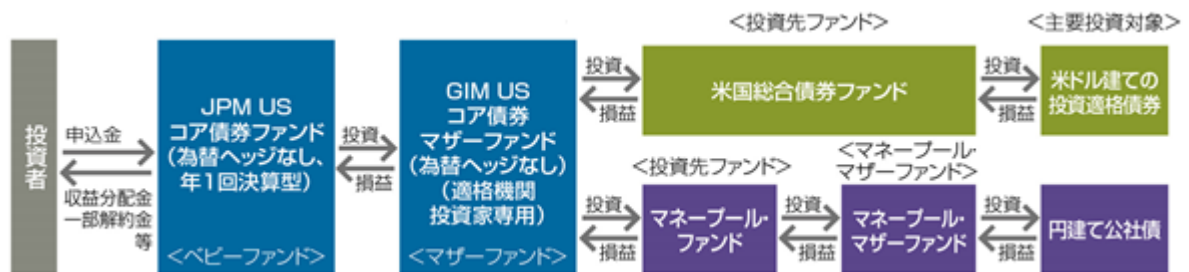 投資者
申込金
収益分配金
一部解約金
等
JPM US
コア債券ファンド
(為替ヘッジなし、
年1回決算型)
<ベビーファンド>
投資
損益
GIM US
コア債券
マザーファンド
(為替ヘッジなし)
(適格機関
投資家専用)
<マザーファンド>
投資
損益
<投資先ファンド>
米国総合債券ファンド
投資
損益
<主要投資対象>
米ドル建ての
投資適格債券
投資
損益
<投資先ファンド>
マネープール・
ファンド
投資
損益
<マネープール・
マザーファンド>
マネープール・
マザーファンド
投資
損益
円建て公社債